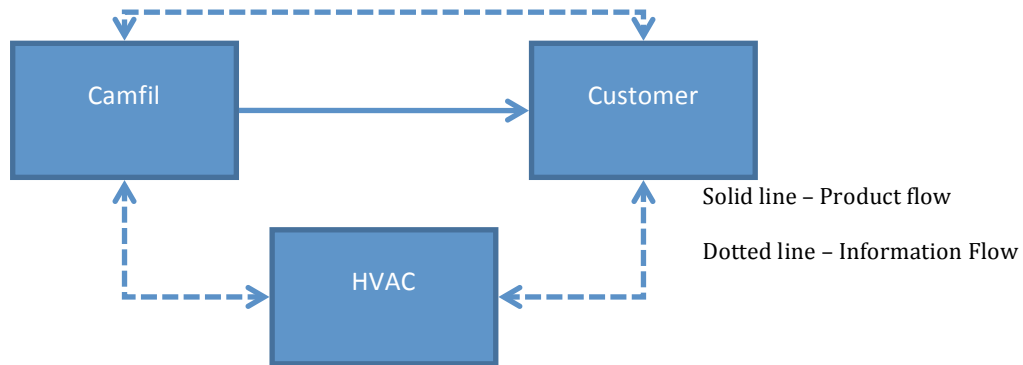 Camfil
Customer
Solid line – Product flow
Dotted line – Information Flow
HVAC